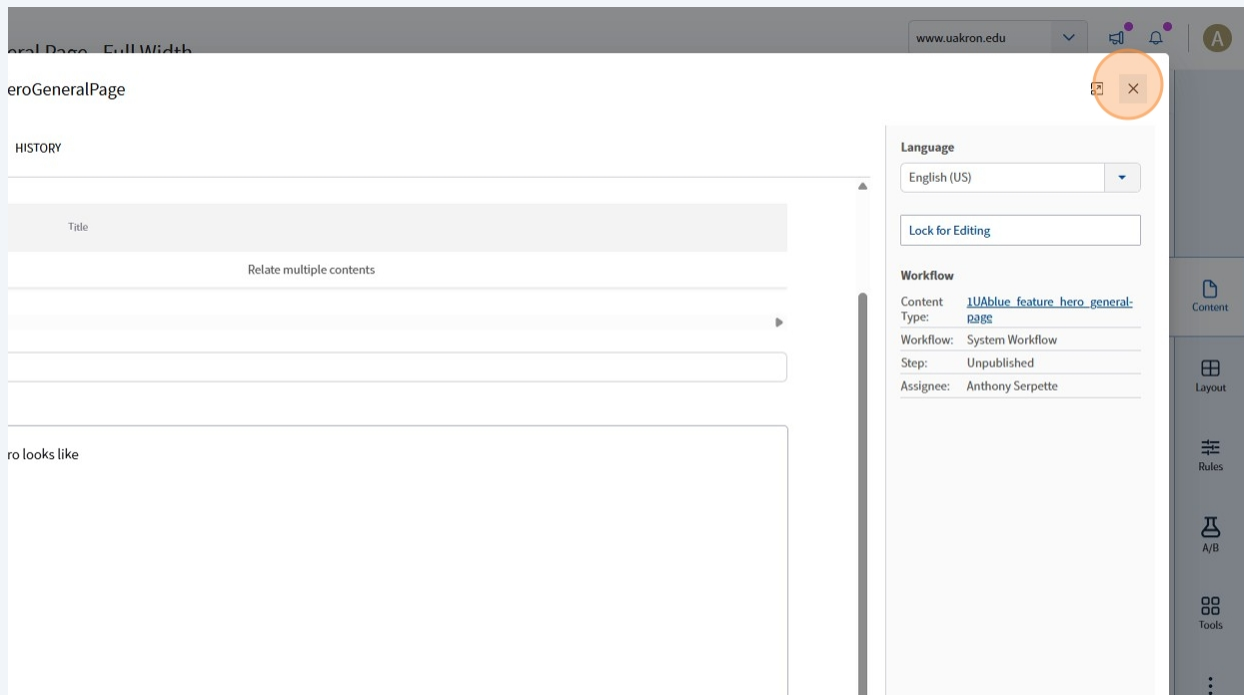 eral Page - Full Width
www.uakron.edu
A
eroGeneralPage
HISTORY
Title
Relate multiple contents
ro looks like
Language
English (US)
Lock for Editing
Workflow
Content Type: 1UAblue_feature_hero_general-
page
Workflow: System Workflow
Step: Unpublished
Assignee: Anthony Serpette
Content
Layout
Rules
A/B
Tools